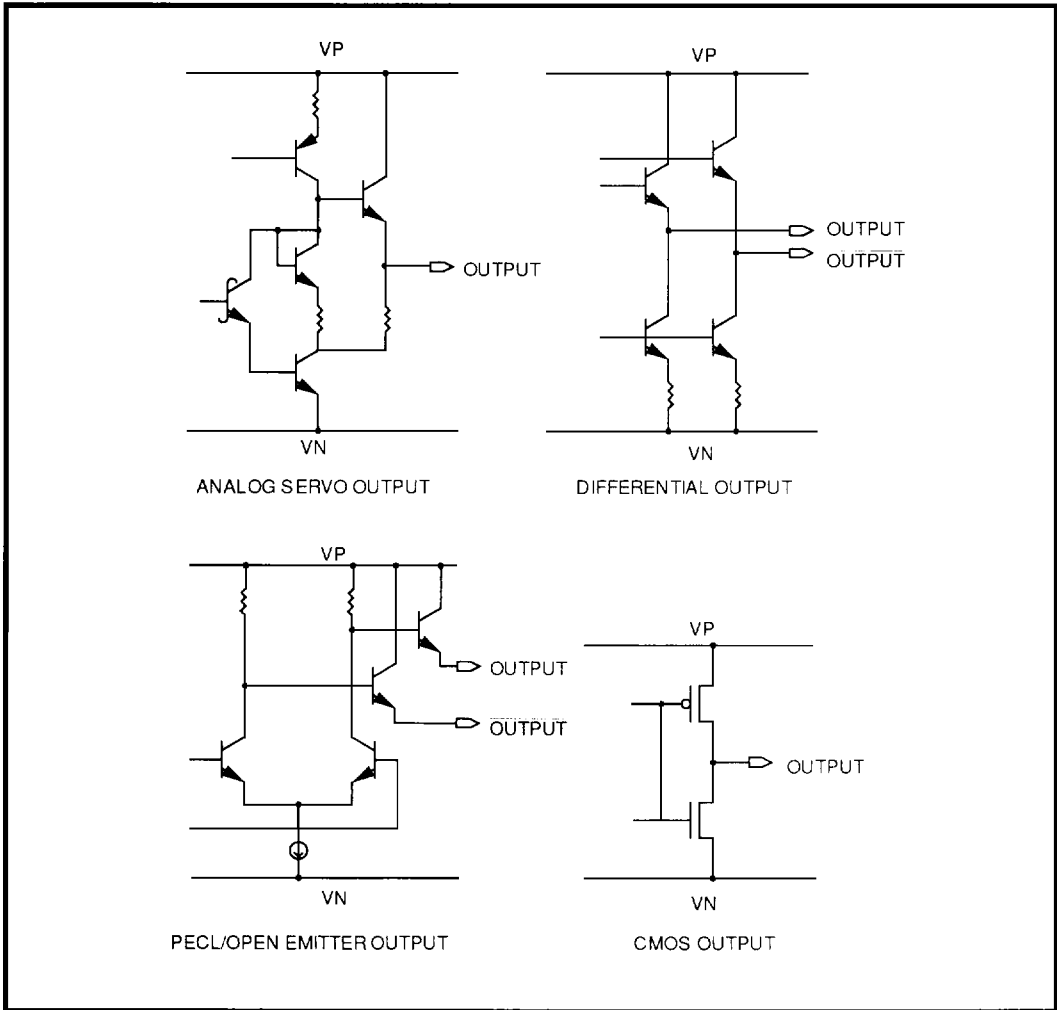 VP
OUTPUT
VN
ANALOG SERVO OUTPUT
VP
OUTPUT
OUTPUT
VN
DIFFERENTIAL OUTPUT
VP
OUTPUT
OUTPUT
VN
PECL/OPEN EMITTER OUTPUT
VP
OUTPUT
VN
CMOS OUTPUT